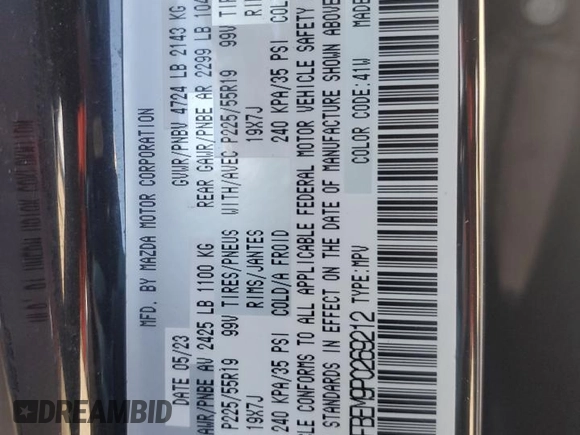 MFD. BY MAZDA MOTOR CORPORATION
DATE 05/23 GVWR/PNBV 4724 LB 2143 KG
GAWR/PNBE AV 2425 LB 1100 KG REAR GAWR/PNBE AR 2299 LB
P225/55R19 99V TIRES/PNEUS WITH/AVEC P225/55R19 99V
19X7J RIMS/JANTES 19X7J
240 KPA/35 PSI COLD/A FROID 240 KPA/35 PSI
CONFORMS TO ALL APPLICABLE FEDERAL MOTOR VEHICLE SAFETY
STANDARDS IN EFFECT ON THE DATE OF MANUFACTURE SHOWN ABOVE
TYPE:MPV COLOR CODE:41W MADE
AUTOBIDMASTER